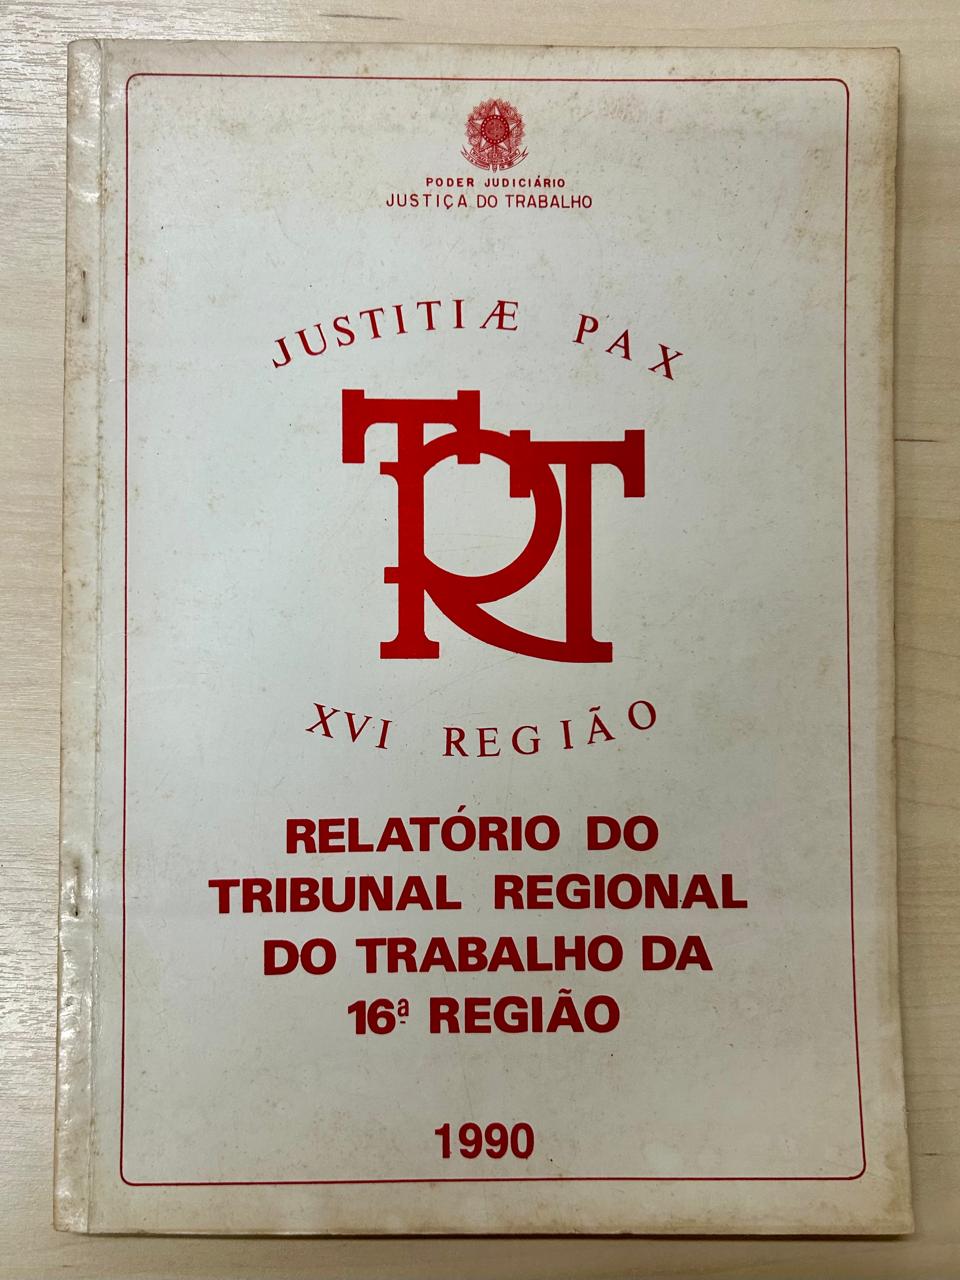 PODER JUDICIÁRIO
JUSTIÇA DO TRABALHO
JUSTITIÆ PAX
TRT
XVI REGIÃO
RELATÓRIO DO
TRIBUNAL REGIONAL
DO TRABALHO DA
16ª REGIÃO
1990